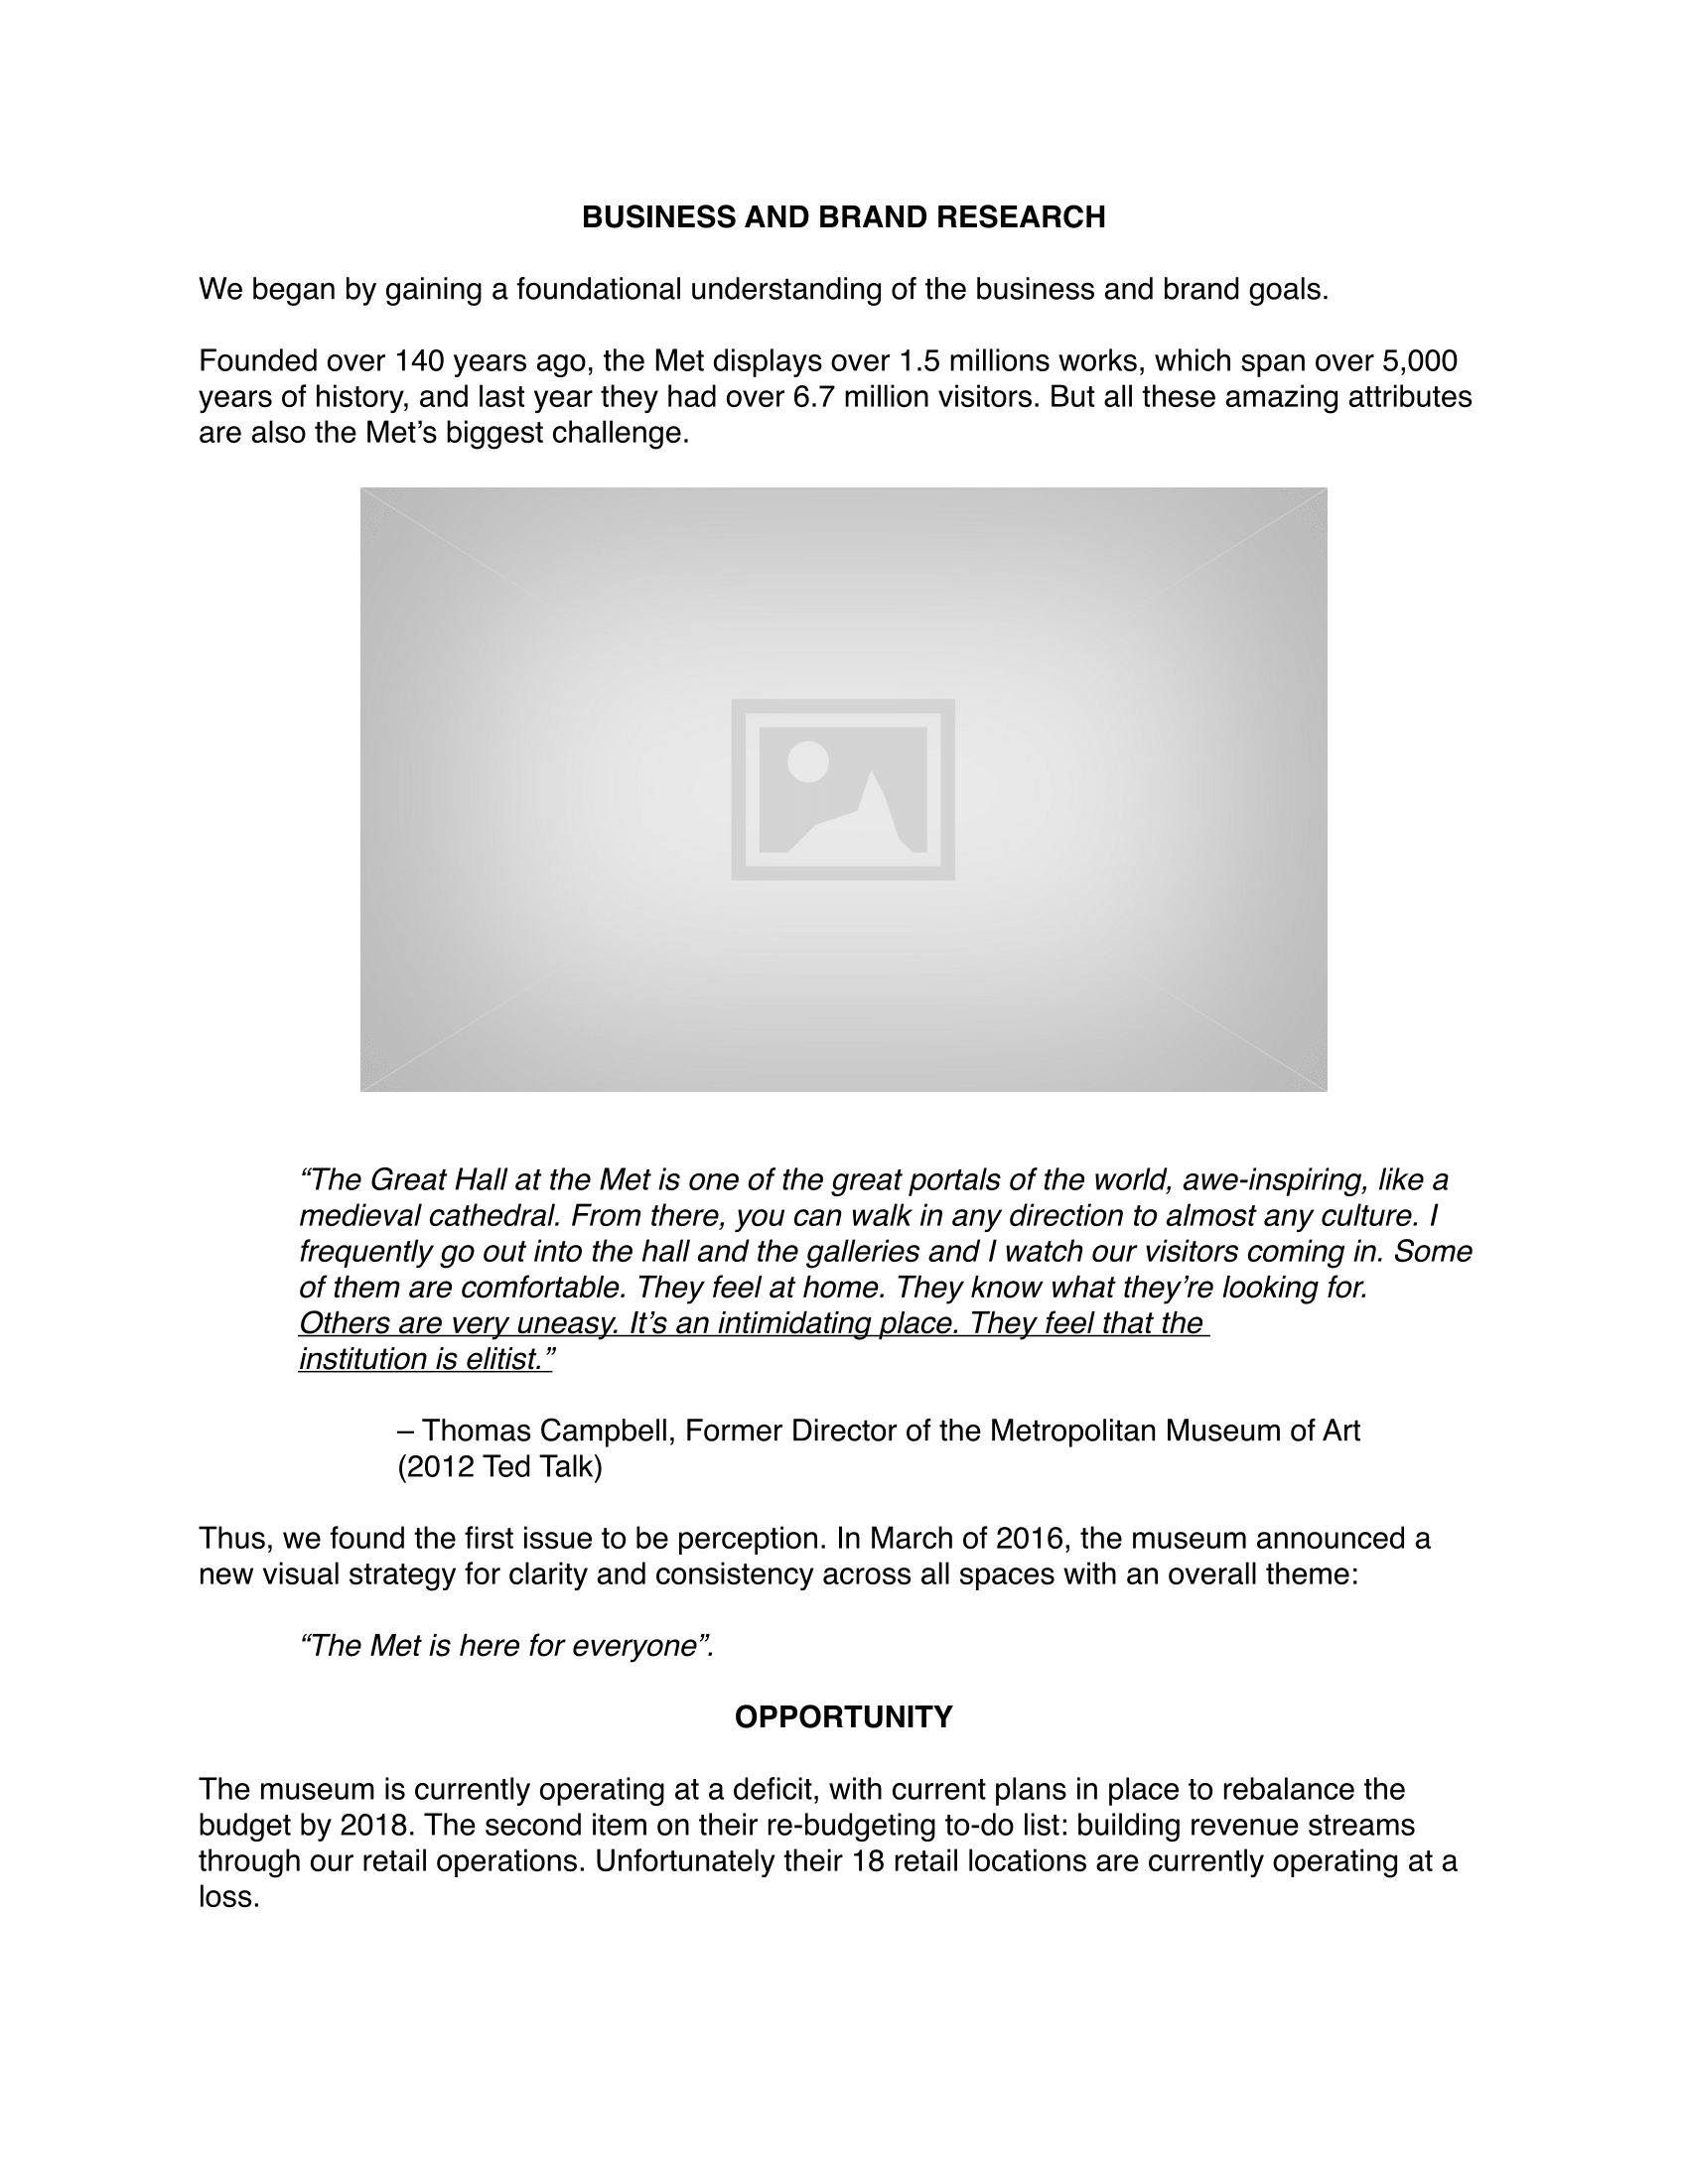 BUSINESS AND BRAND RESEARCH
We began by gaining a foundational understanding of the business and brand goals.
Founded over 140 years ago, the Met displays over 1.5 millions works, which span over 5,000
years of history, and last year they had over 6.7 million visitors. But all these amazing attributes
are also the Met’s biggest challenge.
“The Great Hall at the Met is one of the great portals of the world, awe-inspiring, like a
medieval cathedral. From there, you can walk in any direction to almost any culture. I
frequently go out into the hall and the galleries and I watch our visitors coming in. Some
of them are comfortable. They feel at home. They know what they’re looking for.
Others are very uneasy. It’s an intimidating place. They feel that the
institution is elitist.”
– Thomas Campbell, Former Director of the Metropolitan Museum of Art
(2012 Ted Talk)
Thus, we found the first issue to be perception. In March of 2016, the museum announced a
new visual strategy for clarity and consistency across all spaces with an overall theme:
“The Met is here for everyone”.
OPPORTUNITY
The museum is currently operating at a deficit, with current plans in place to rebalance the
budget by 2018. The second item on their re-budgeting to-do list: building revenue streams
through our retail operations. Unfortunately their 18 retail locations are currently operating at a
loss.